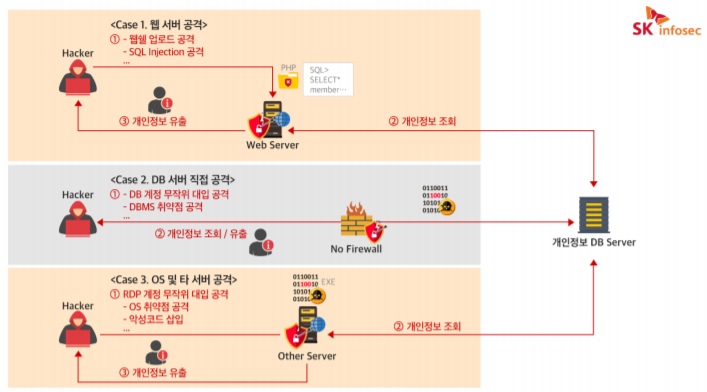 <Case 1. 웹 서버 공격>
SK infosec
Hacker
① - 웹쉘 업로드 공격
- SQL Injection 공격
...
PHP
SQL>
SELECT*
member…
③ 개인정보 유출
Web Server
② 개인정보 조회
<Case 2. DB 서버 직접 공격>
Hacker
① - DB 계정 무작위 대입 공격
- DBMS 취약점 공격
...
0110011
0110010
10101
01010
② 개인정보 조회 / 유출
No Firewall
개인정보 DB Server
<Case 3. OS 및 타 서버 공격>
Hacker
① RDP 계정 무작위 대입 공격
- OS 취약점 공격
- 악성코드 삽입
...
0110011
0110010
10101
01010
EXE
② 개인정보 조회
Other Server
③ 개인정보 유출